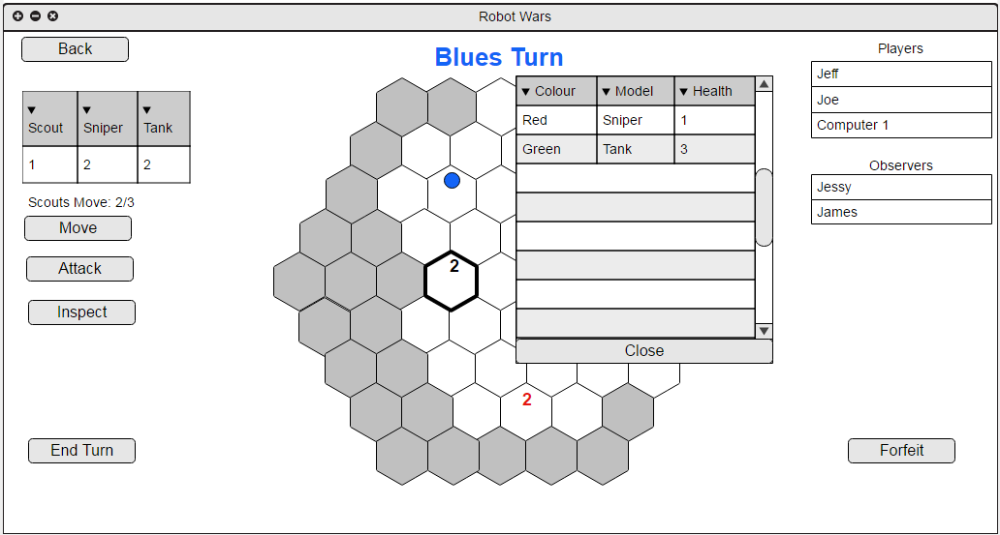 Robot Wars
Back
Blues Turn
Players
Jeff
Joe
Computer 1
Scout Sniper Tank
1 2 2
Scouts Move: 2/3
Move
Attack
Inspect
End Turn
2
2
Colour Model Health
Red Sniper 1
Green Tank 3
Close
Observers
Jessy
James
Forfeit